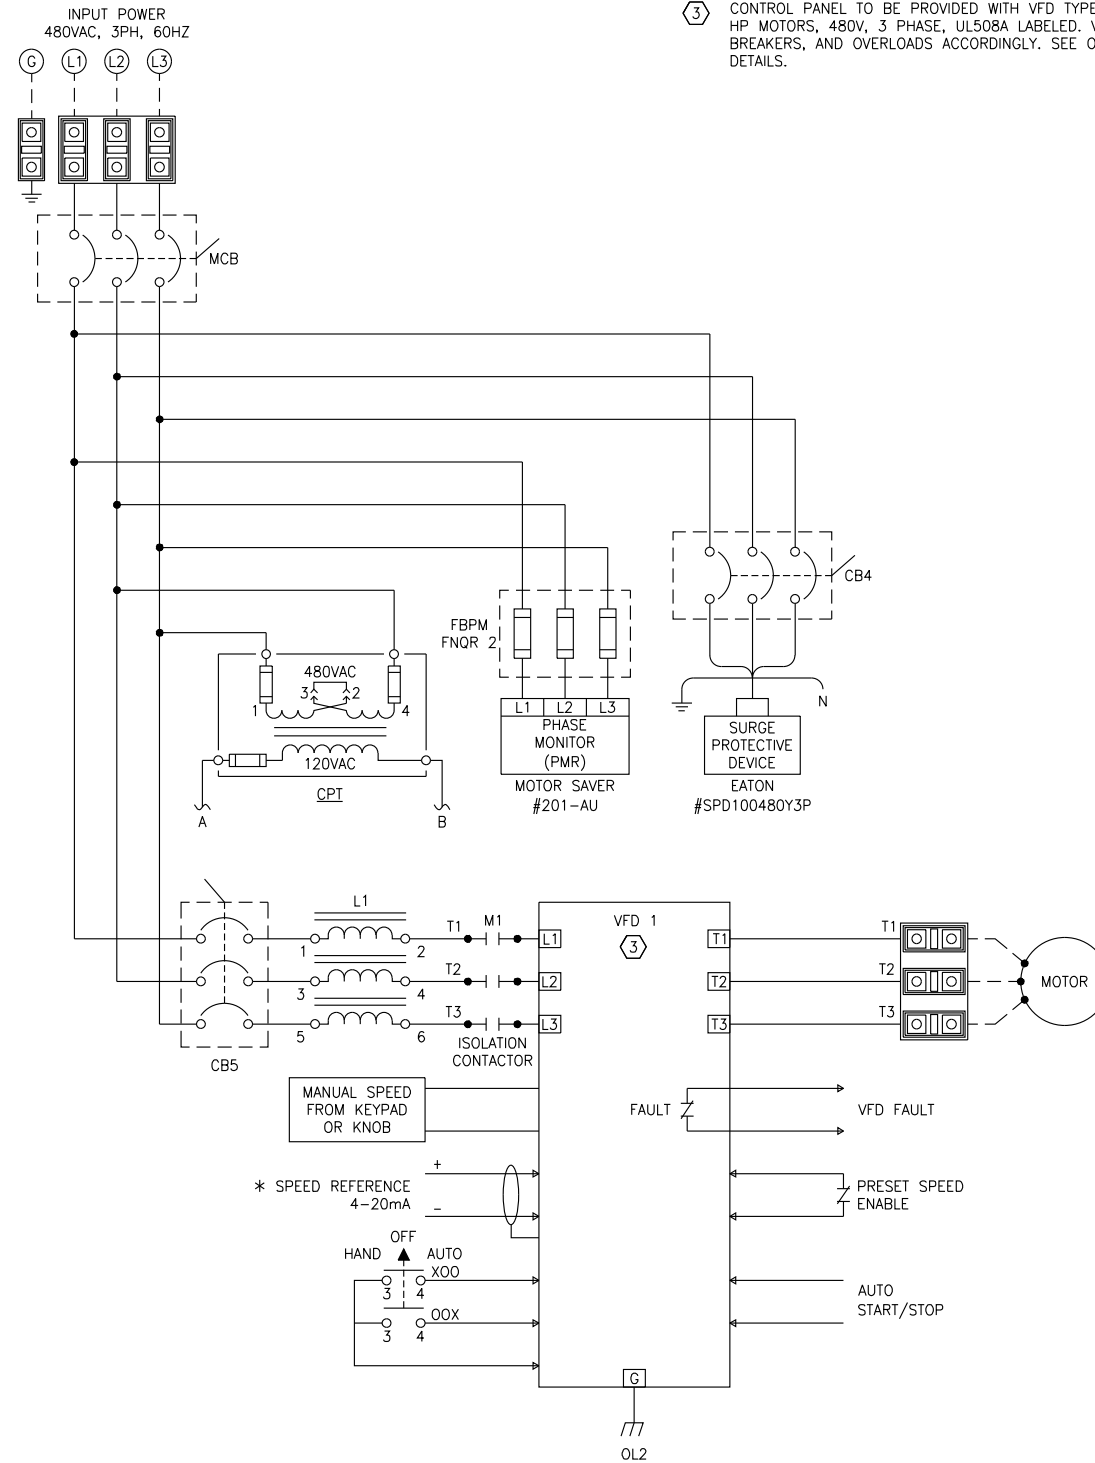 INPUT POWER
480VAC, 3PH, 60HZ
G L1 L2 L3
3 CONTROL PANEL TO BE PROVIDED WITH VFD TYPE
HP MOTORS, 480V, 3 PHASE, UL508A LABELED.
BREAKERS, AND OVERLOADS ACCORDINGLY. SEE
DETAILS.
MCB
CB4
FBPM
FNQR 2
480VAC
3 2
1 4
120VAC
CPT
A B
L1 L2 L3
PHASE
MONITOR
(PMR)
MOTOR SAVER
#201-AU
N
SURGE
PROTECTIVE
DEVICE
EATON
#SPD100480Y3P
CB5
L1
1 2
3 4
5 6
T1 M1
T2
T3
ISOLATION
CONTACTOR
VFD 1
3
L1 T1
L2 T2
L3 T3
T1
T2
T3
MOTOR
MANUAL SPEED
FROM KEYPAD
OR KNOB
FAULT
VFD FAULT
* SPEED REFERENCE
4-20mA
+
-
PRESET SPEED
ENABLE
OFF
HAND AUTO
XOO
3 4
OOX
3 4
AUTO
START/STOP
G
OL2